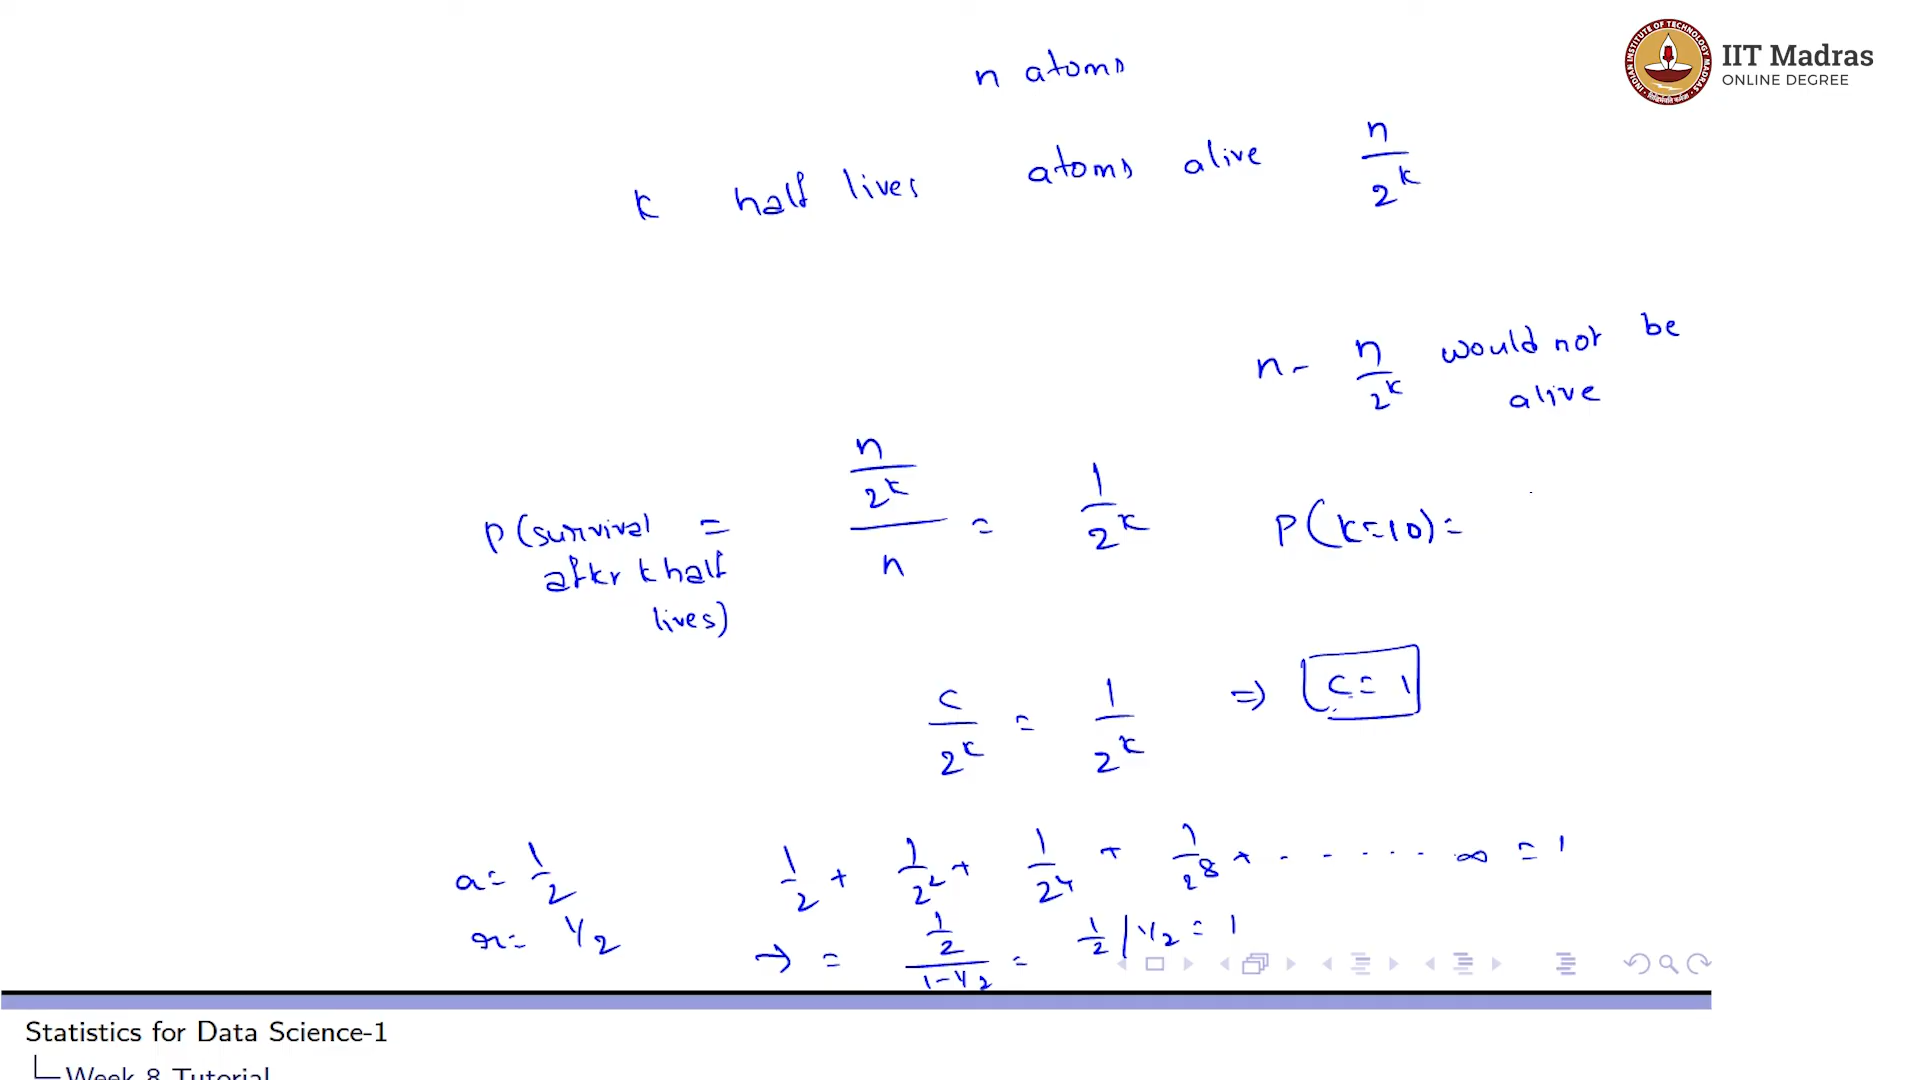 IIT Madras
ONLINE DEGREE
n atoms
k half lives atoms alive n/2^k
n - n/2^k would not be
alive
P(survival = (n/2^k)/n = 1/2^k P(k=10)=
after k half
lives)
c/2^k = 1/2^k ⇒ c = 1
a = 1/2 1/2 + 1/2^2 + 1/2^4 + 1/2^8 + - - ..... ∞ = 1
r = 1/2 → = (1/2)/(1-1/2) = 1/2 / 1/2 = 1
Statistics for Data Science-1
Week 8 Tutorial